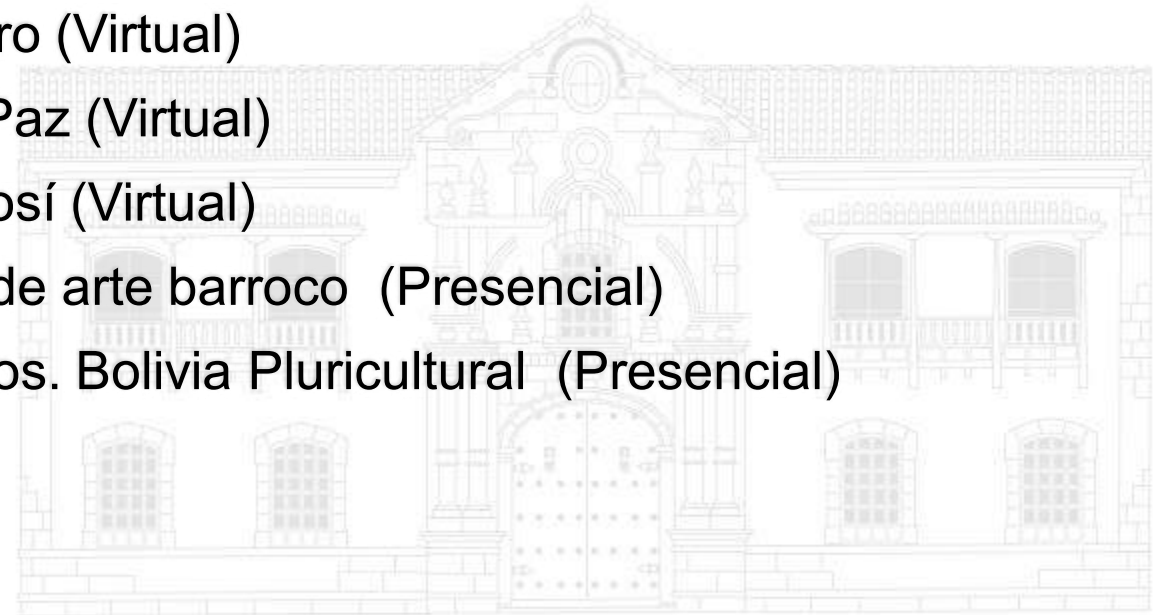 ro (Virtual)
Paz (Virtual)
osí (Virtual)
de arte barroco (Presencial)
os. Bolivia Pluricultural (Presencial)